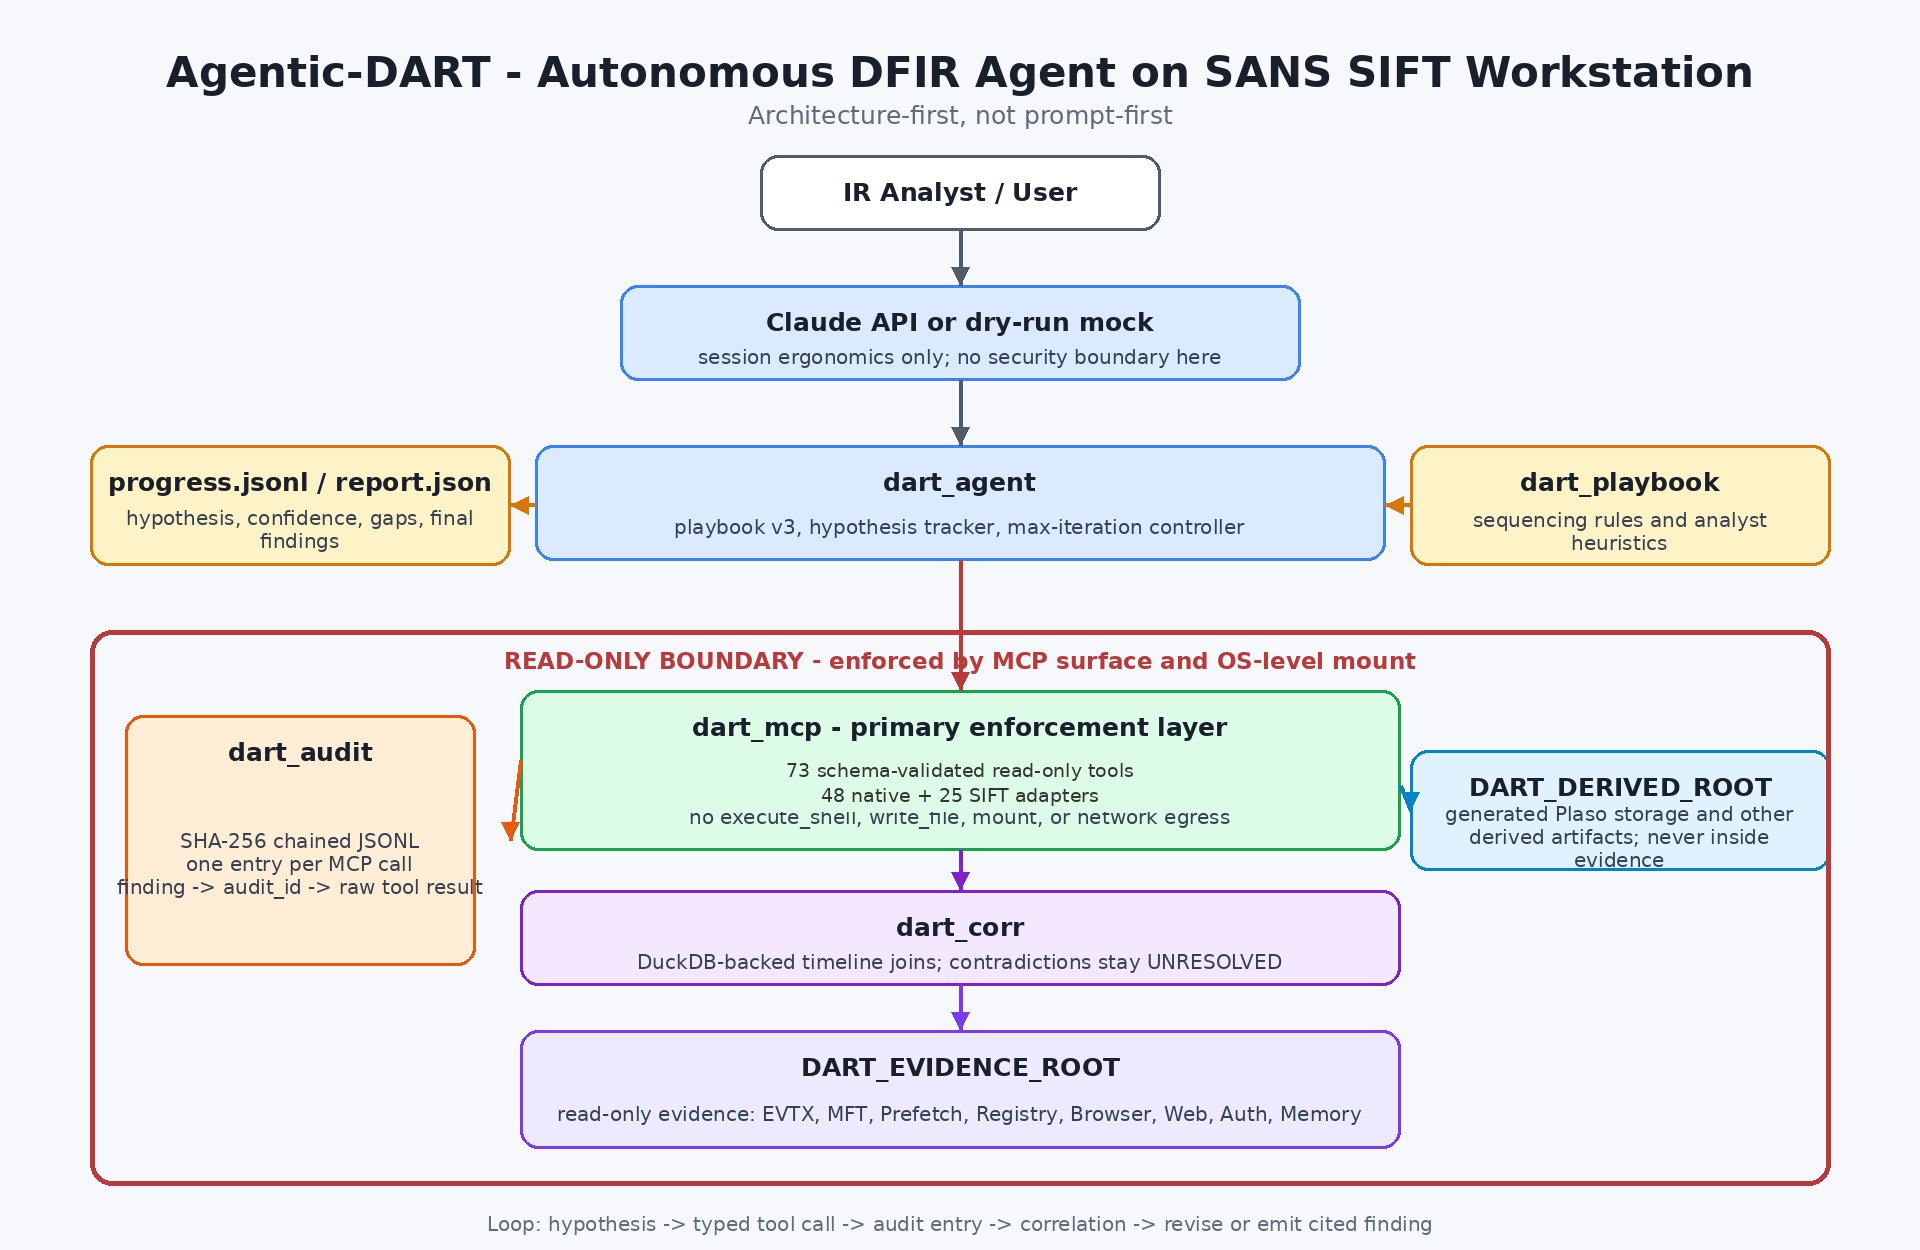 Agentic-DART - Autonomous DFIR Agent on SANS SIFT Workstation
Architecture-first, not prompt-first
IR Analyst / User
Claude API or dry-run mock
session ergonomics only; no security boundary here
progress.jsonl / report.json
hypothesis, confidence, gaps, final
findings
dart_agent
playbook v3, hypothesis tracker, max-iteration controller
dart_playbook
sequencing rules and analyst
heuristics
READ-ONLY BOUNDARY - enforced by MCP surface and OS-level mount
dart_audit
SHA-256 chained JSONL
one entry per MCP call
finding -> audit_id -> raw tool result
dart_mcp - primary enforcement layer
73 schema-validated read-only tools
48 native + 25 SIFT adapters
no execute_shell, write_file, mount, or network egress
DART_DERIVED_ROOT
generated Plaso storage and other
derived artifacts; never inside
evidence
dart_corr
DuckDB-backed timeline joins; contradictions stay UNRESOLVED
DART_EVIDENCE_ROOT
read-only evidence: EVTX, MFT, Prefetch, Registry, Browser, Web, Auth, Memory
Loop: hypothesis -> typed tool call -> audit entry -> correlation -> revise or emit cited finding